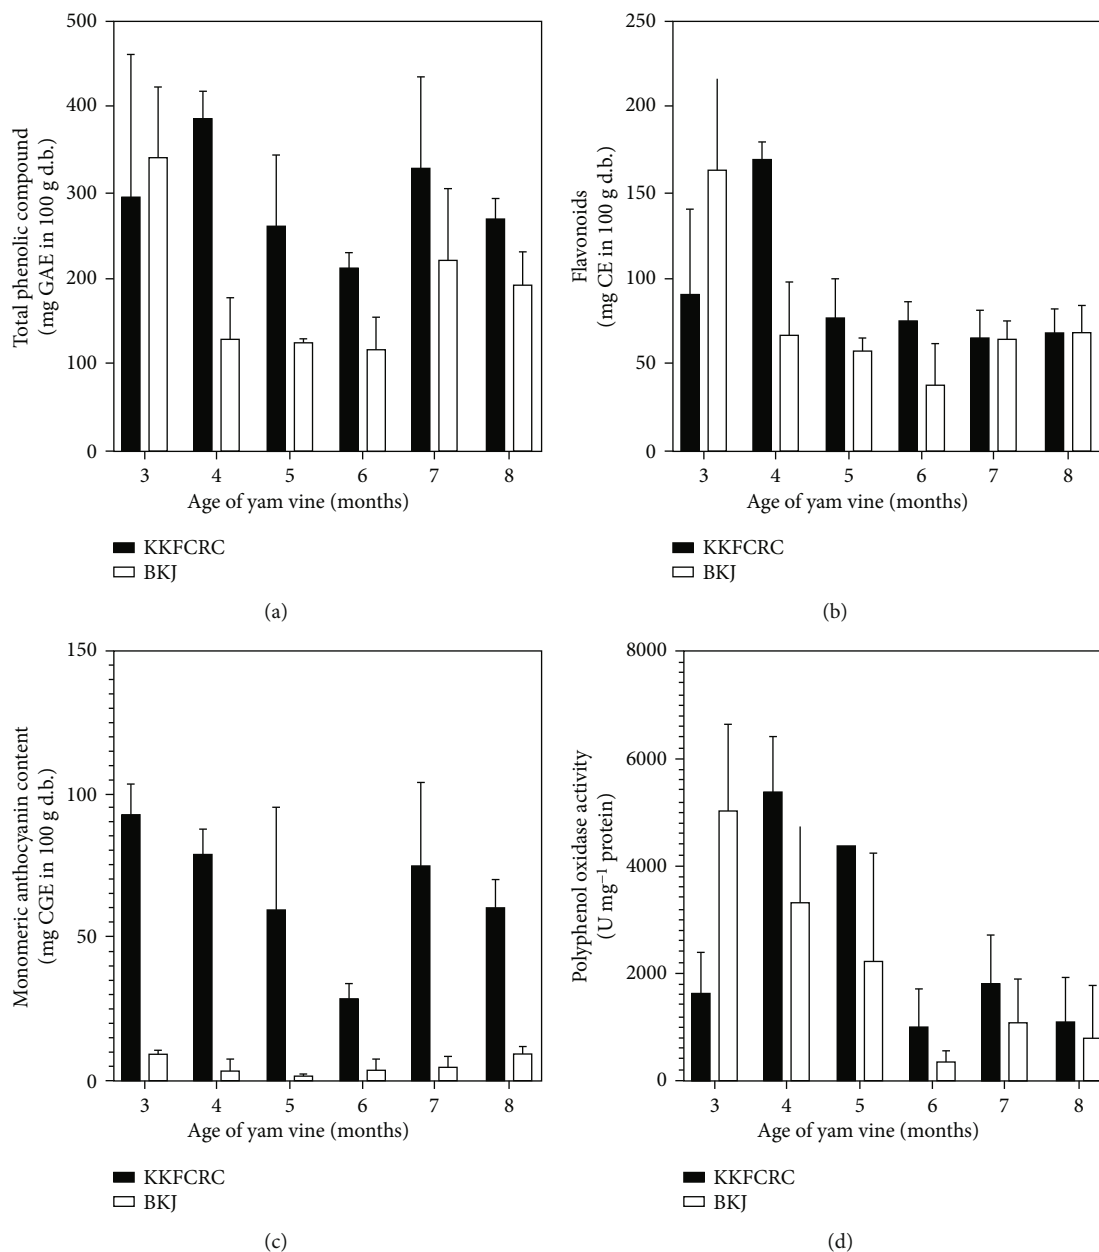 500
400
300
200
100
0
Total phenolic compound
(mg GAE in 100 g d.b.)
3 4 5 6 7 8
Age of yam vine (months)
KKFCRC
BKJ
(a)
250
200
150
100
50
0
Flavonoids
(mg CE in 100 g d.b.)
3 4 5 6 7 8
Age of yam vine (months)
KKFCRC
BKJ
(b)
150
100
50
0
Monomeric anthocyanin content
(mg CGE in 100 g d.b.)
3 4 5 6 7 8
Age of yam vine (months)
KKFCRC
BKJ
(c)
8000
6000
4000
2000
0
Polyphenol oxidase activity
(U mg⁻¹ protein)
3 4 5 6 7 8
Age of yam vine (months)
KKFCRC
BKJ
(d)